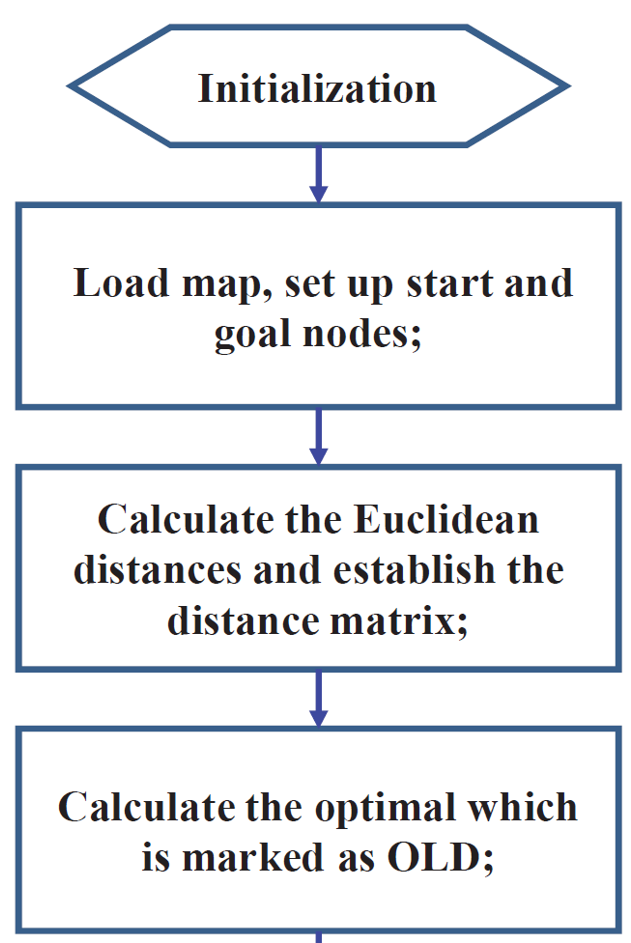 Initialization
Load map, set up start and
goal nodes;
Calculate the Euclidean
distances and establish the
distance matrix;
Calculate the optimal which
is marked as OLD;